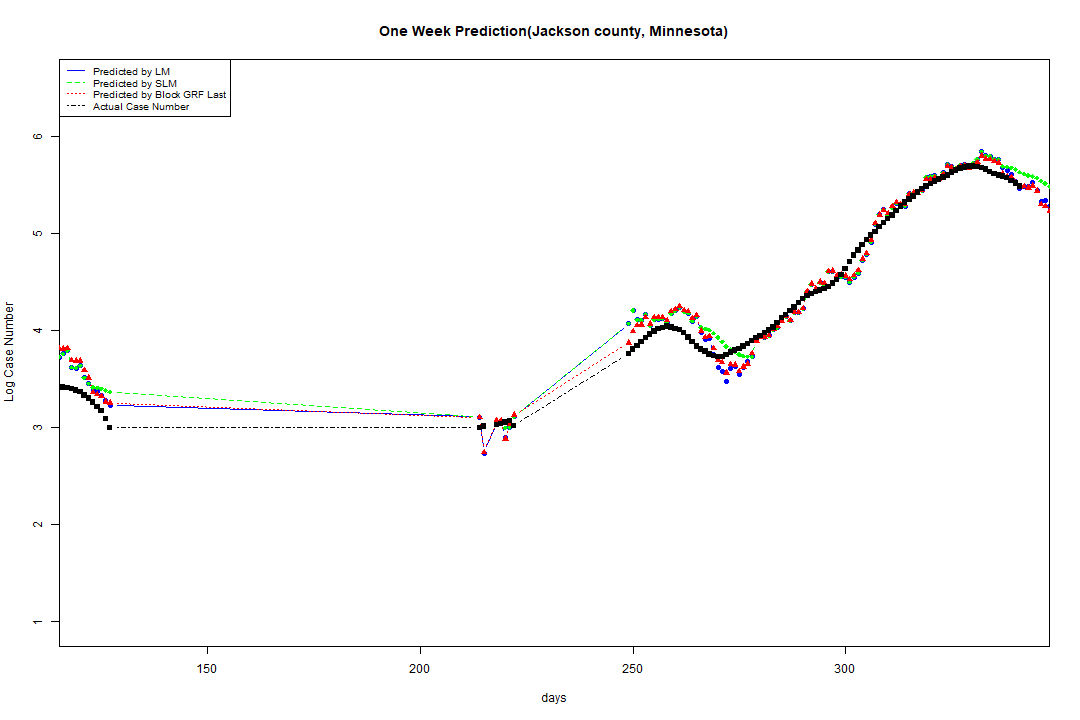 One Week Prediction(Jackson county, Minnesota)
Predicted by LM
Predicted by SLM
Predicted by Block GRF Last
Actual Case Number
6
5
4
3
2
1
Log Case Number
150
200
250
300
days